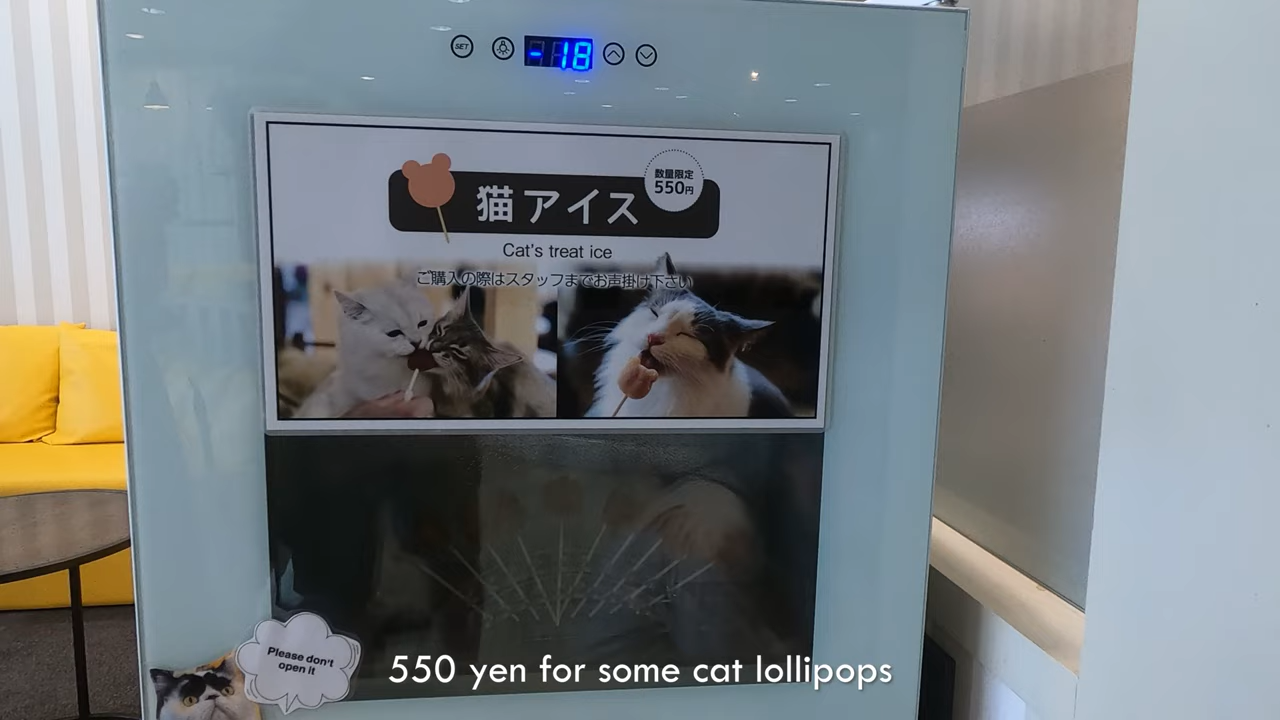 SET
-18
数量限定
550円
猫アイス
Cat's treat ice
ご購入の際はスタッフまでお声掛け下さい
Please don't
open it
550 yen for some cat lollipops